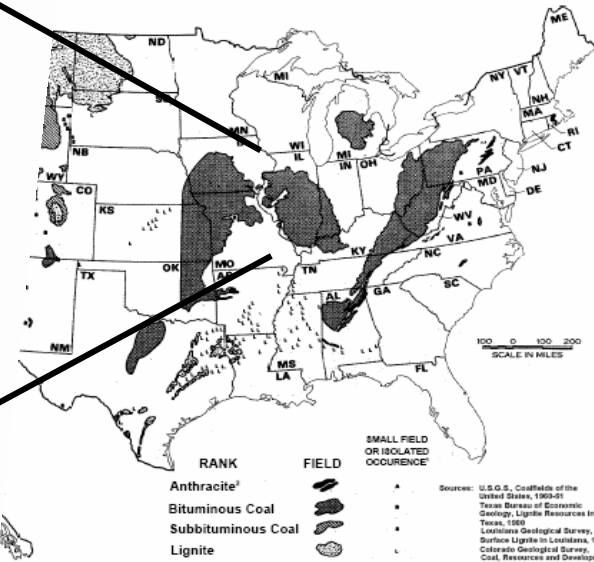 ME
ND
NY VT
NH
MA
RI
CT
MI
MN
WI
NB
IL
MI
IN OH
PA
NJ
MD
DE
WY
CO
KS
WV
VA
KY
NC
TX
OK
MO
TN
SC
AL
GA
NM
MS
LA
FL
100 0 100 200
SCALE IN MILES
SMALL FIELD
OR ISOLATED
OCCURENCE¹
RANK FIELD
Anthracite²
Bituminous Coal
Subbituminous Coal
Lignite
Sources: U.S.G.S., Coalfields of the
United States, 1960-61
Texas Bureau of Economic
Geology, Lignite Resources in
Texas, 1980
Louisiana Geological Survey,
Surface Lignite in Louisiana,
Colorado Geological Survey,
Coal, Resources and